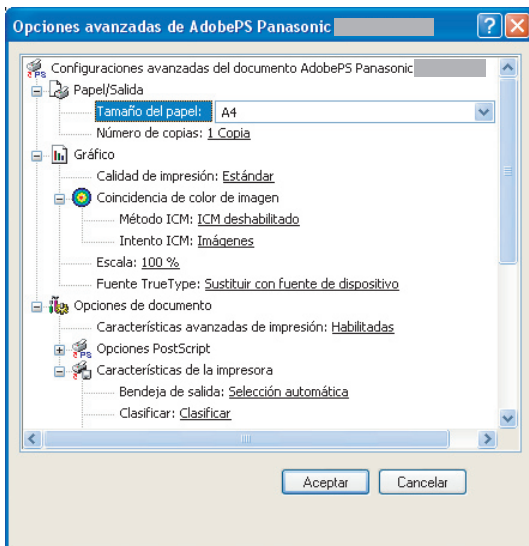 Opciones avanzadas de AdobePS Panasonic
Configuraciones avanzadas del documento AdobePS Panasonic
Papel/Salida
Tamaño del papel: A4
Número de copias: 1 Copia
Gráfico
Calidad de impresión: Estándar
Coincidencia de color de imagen
Método ICM: ICM deshabilitado
Intento ICM: Imágenes
Escala: 100 %
Fuente TrueType: Sustituir con fuente de dispositivo
Opciones de documento
Características avanzadas de impresión: Habilitadas
Opciones PostScript
Características de la impresora
Bendeja de salida: Selección automática
Clasificar: Clasificar
Aceptar Cancelar